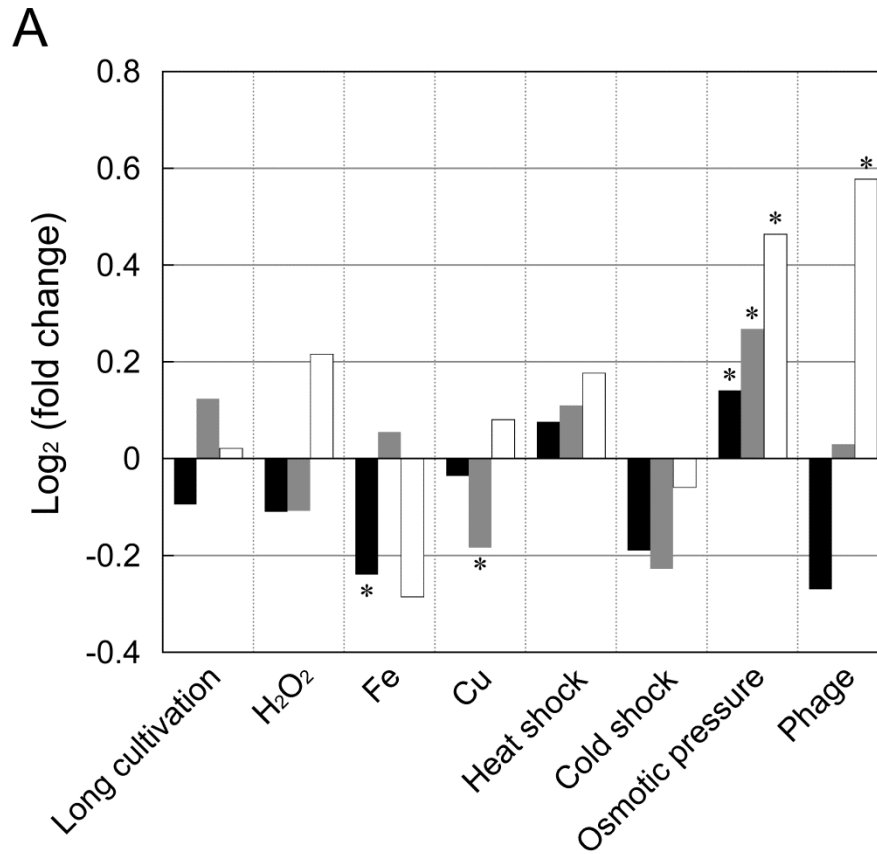 A
Log₂ (fold change)
0.8
0.6
0.4
0.2
0
-0.2
-0.4
*
*
*
*
*
*
Long cultivation
H₂O₂
Fe
Cu
Heat shock
Cold shock
Osmotic pressure
Phage